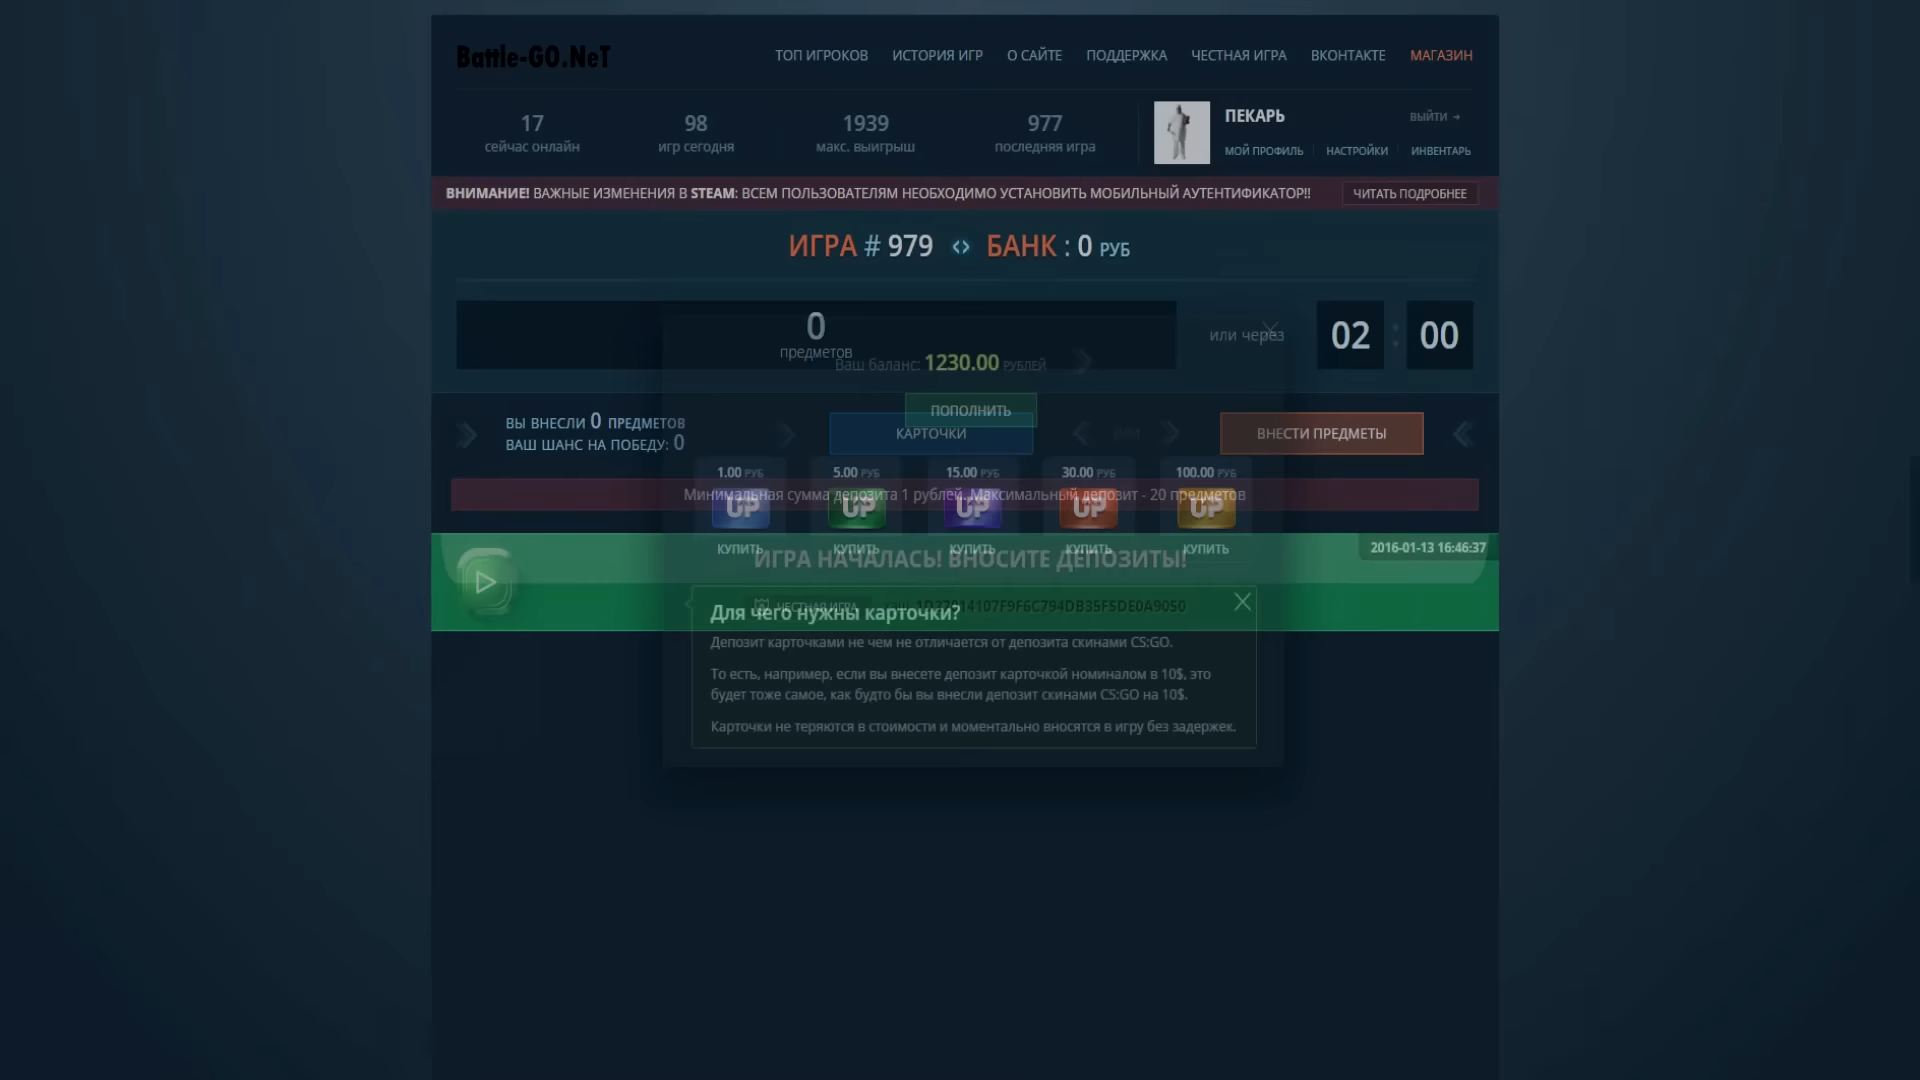 Battle-GO.NeT
ТОП ИГРОКОВ ИСТОРИЯ ИГР О САЙТЕ ПОДДЕРЖКА ЧЕСТНАЯ ИГРА ВКОНТАКТЕ МАГАЗИН
17 98 1939 977
сейчас онлайн игр сегодня макс. выигрыш последняя игра
ПЕКАРЬ ВЫЙТИ
МОЙ ПРОФИЛЬ НАСТРОЙКИ ИНВЕНТАРЬ
ВНИМАНИЕ! ВАЖНЫЕ ИЗМЕНЕНИЯ В STEAM: ВСЕМ ПОЛЬЗОВАТЕЛЯМ НЕОБХОДИМО УСТАНОВИТЬ МОБИЛЬНЫЙ АУТЕНТИФИКАТОР!! ЧИТАТЬ ПОДРОБНЕЕ
ИГРА # 979 <> БАНК : 0 РУБ
0
предметов
или через 02 : 00
Ваш баланс: 1230.00 РУБЛЕЙ
ПОПОЛНИТЬ
ВЫ ВНЕСЛИ 0 ПРЕДМЕТОВ
ВАШ ШАНС НА ПОБЕДУ: 0
КАРТОЧКИ ИЛИ ВНЕСТИ ПРЕДМЕТЫ
1.00 РУБ 5.00 РУБ 15.00 РУБ 30.00 РУБ 100.00 РУБ
Минимальная сумма депозита 1 рублей. Максимальный депозит - 20 предметов
UP UP UP UP UP
КУПИТЬ КУПИТЬ КУПИТЬ КУПИТЬ КУПИТЬ
ИГРА НАЧАЛАСЬ! ВНОСИТЕ ДЕПОЗИТЫ!
2016-01-13 16:46:37
ЧЕСТНАЯ ИГРА
Для чего нужны карточки?
Депозит карточками не чем не отличается от депозита скинами CS:GO.
То есть, например, если вы внесете депозит карточкой номиналом в 10$, это
будет тоже самое, как будто бы вы внесли депозит скинами CS:GO на 10$.
Карточки не теряются в стоимости и моментально вносятся в игру без задержек.